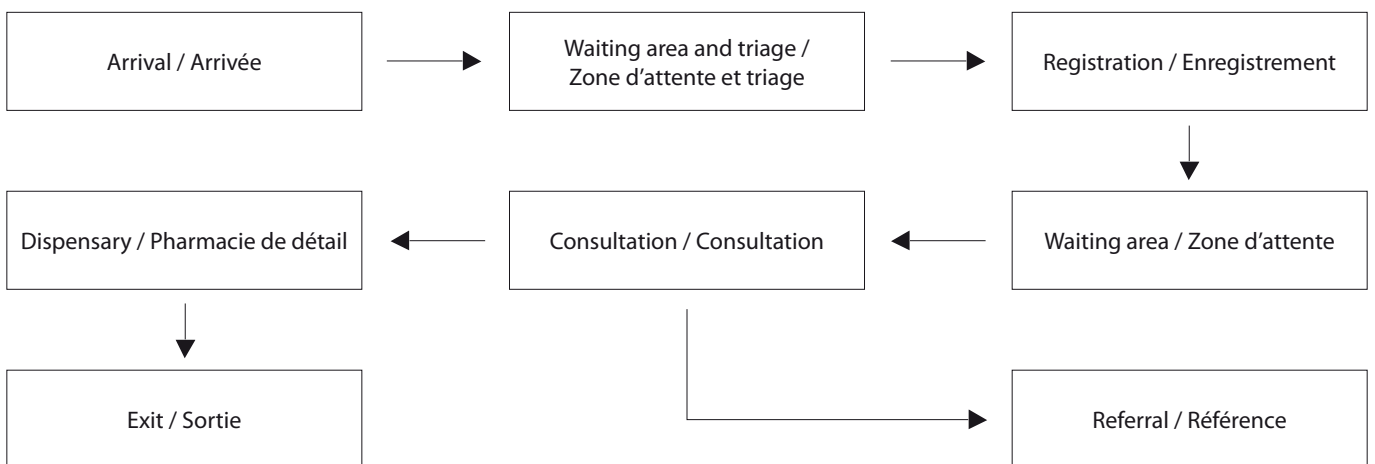 Arrival / Arrivée
Waiting area and triage /
Zone d’attente et triage
Registration / Enregistrement
Dispensary / Pharmacie de détail
Consultation / Consultation
Waiting area / Zone d’attente
Exit / Sortie
Referral / Référence